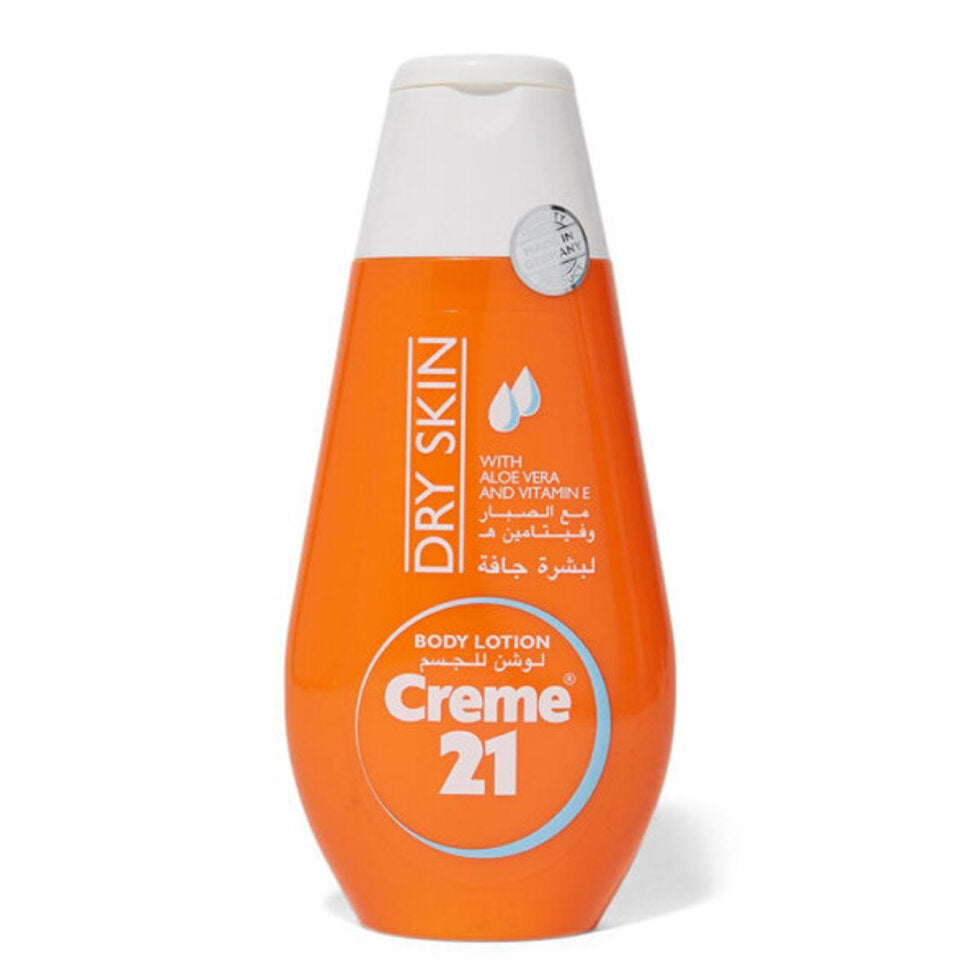 MADE IN
GERMANY
DRY SKIN
WITH
ALOE VERA
AND VITAMIN E
مع الصبار
وفيتامين هـ
لبشرة جافة
BODY LOTION
لوشن للجسم
Creme®
21